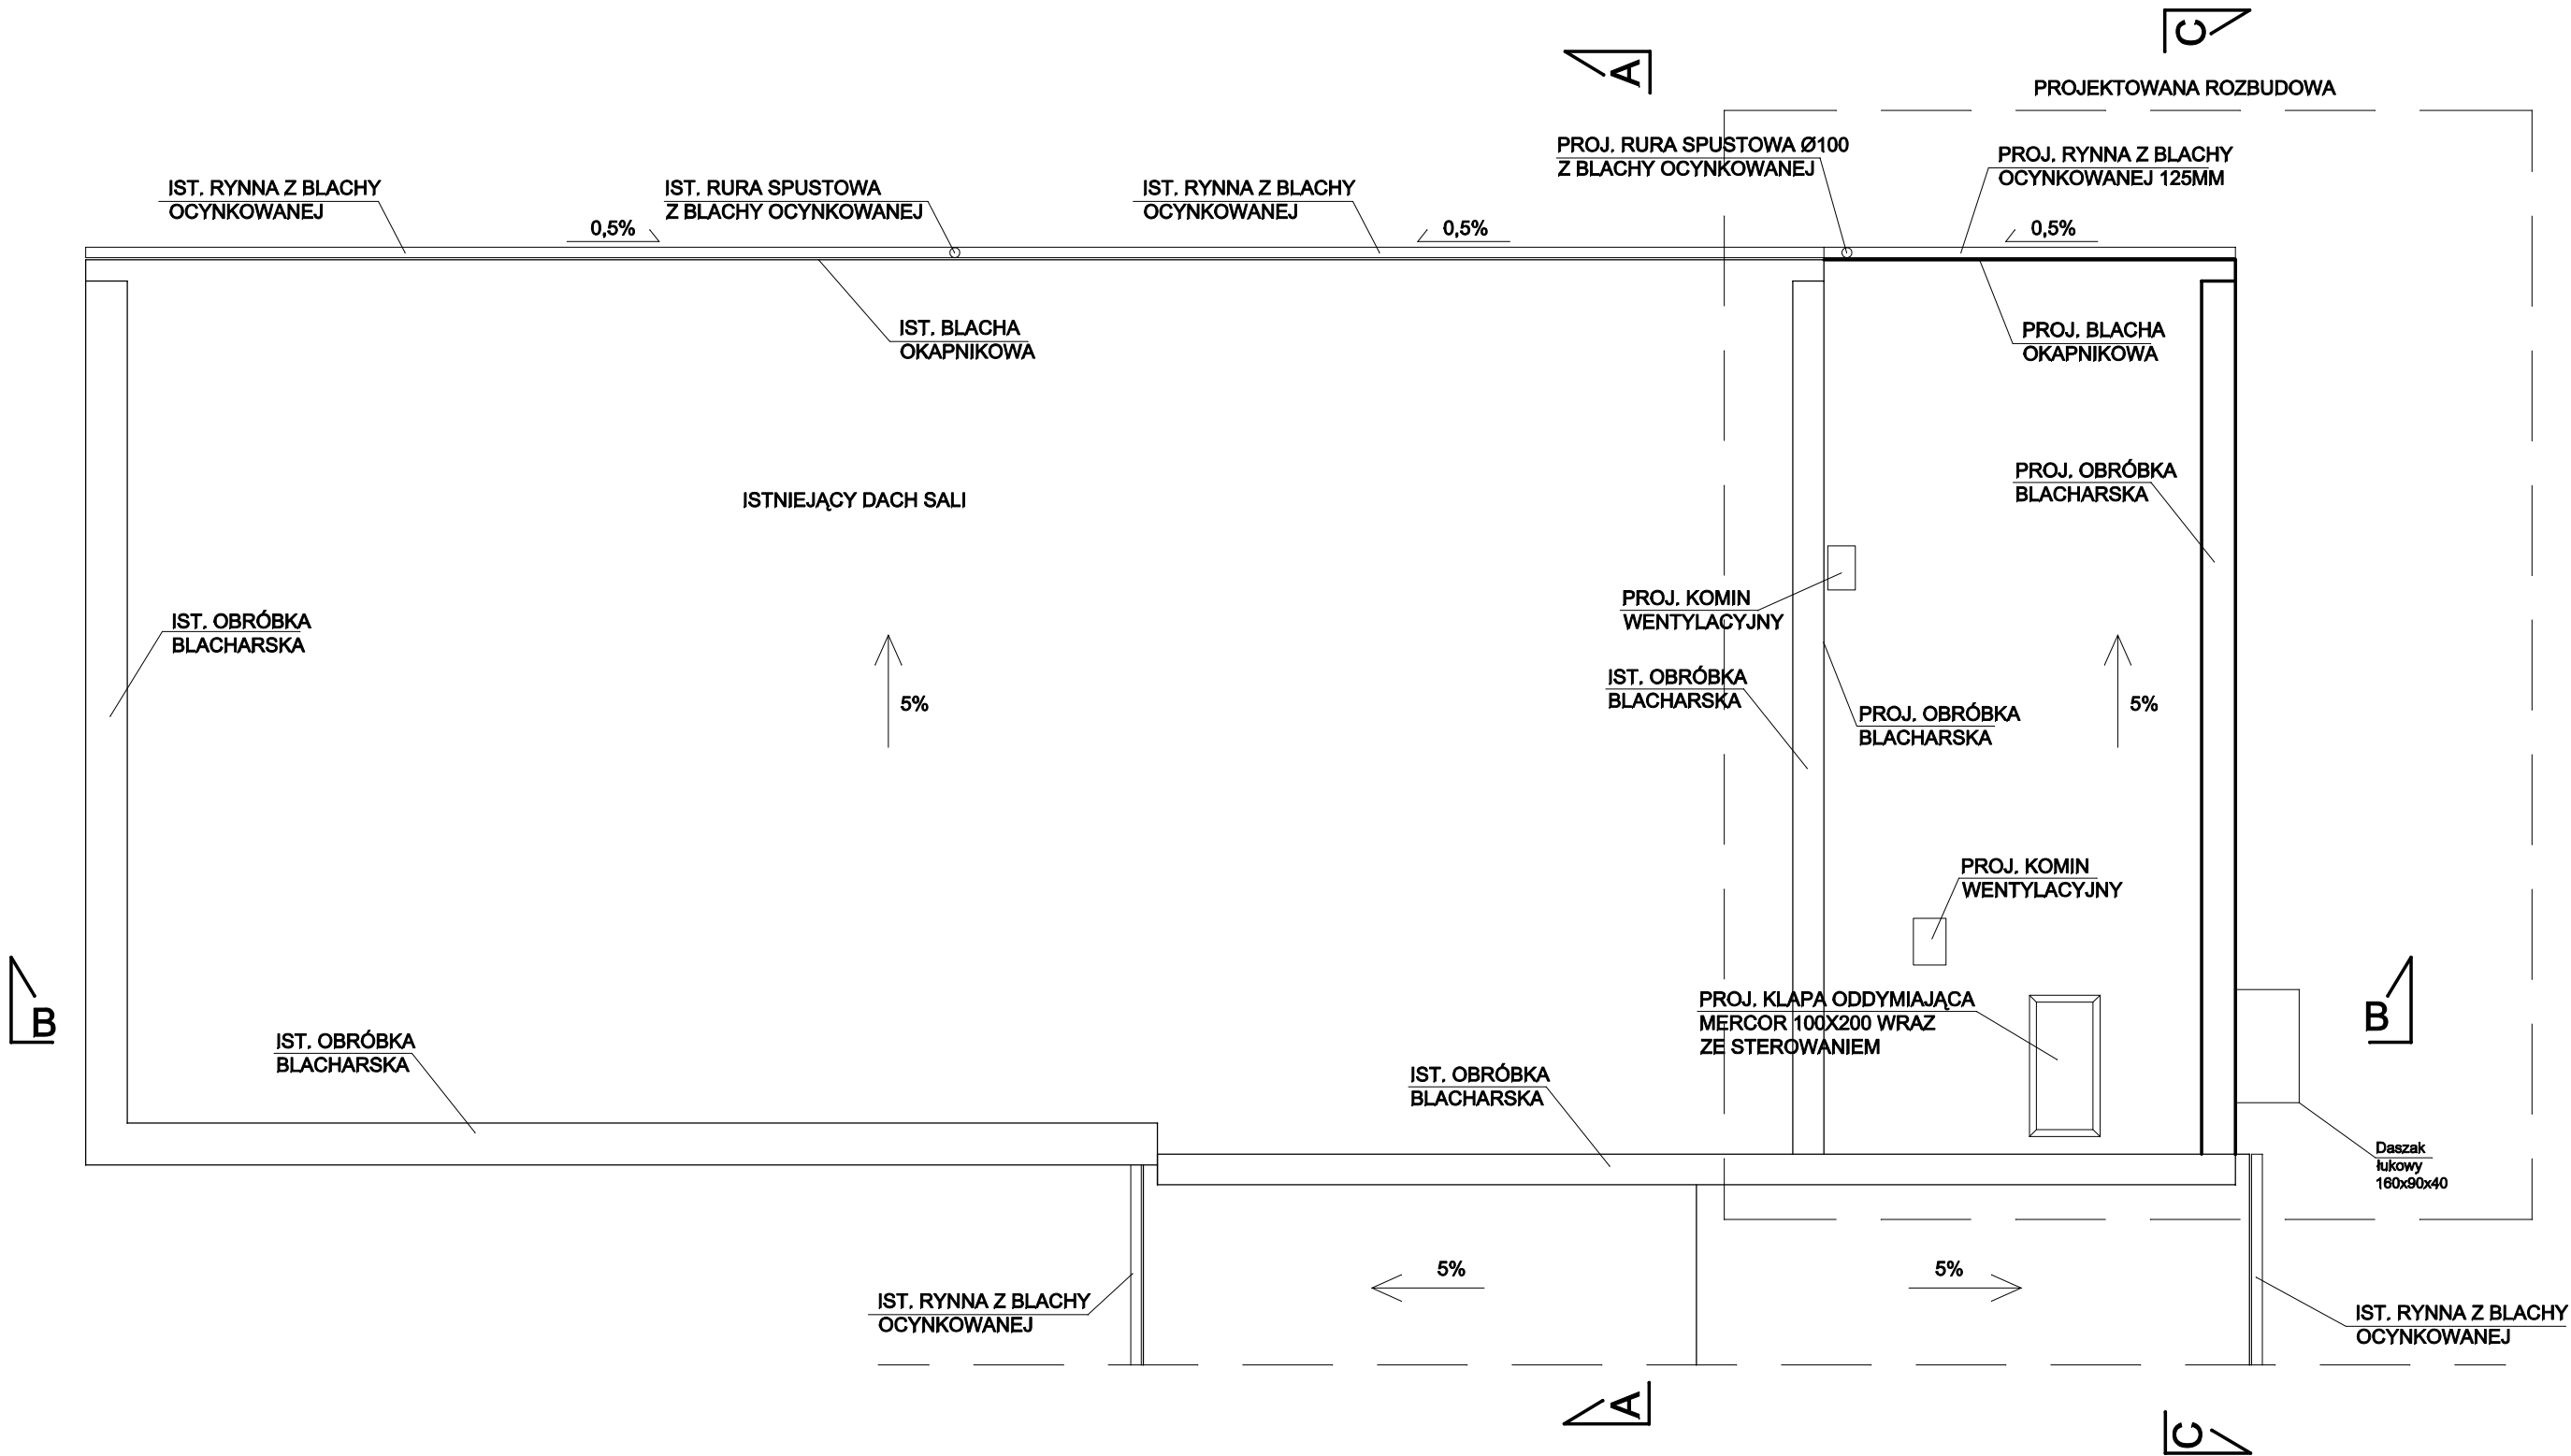 C
A
PROJEKTOWANA ROZBUDOWA
PROJ. RURA SPUSTOWA Ø100
Z BLACHY OCYNKOWANEJ
PROJ. RYNNA Z BLACHY
OCYNKOWANEJ 125MM
IST. RYNNA Z BLACHY
OCYNKOWANEJ
IST. RURA SPUSTOWA
Z BLACHY OCYNKOWANEJ
IST. RYNNA Z BLACHY
OCYNKOWANEJ
0,5%
0,5%
0,5%
IST. BLACHA
OKAPNIKOWA
PROJ. BLACHA
OKAPNIKOWA
PROJ. OBRÓBKA
BLACHARSKA
ISTNIEJĄCY DACH SALI
PROJ. KOMIN
WENTYLACYJNY
IST. OBRÓBKA
BLACHARSKA
IST. OBRÓBKA
BLACHARSKA
5%
PROJ. OBRÓBKA
BLACHARSKA
5%
PROJ. KOMIN
WENTYLACYJNY
B
B
PROJ. KLAPA ODDYMIAJĄCA
MERCOR 100X200 WRAZ
ZE STEROWANIEM
IST. OBRÓBKA
BLACHARSKA
IST. OBRÓBKA
BLACHARSKA
Daszak
łukowy
160x90x40
5%
5%
IST. RYNNA Z BLACHY
OCYNKOWANEJ
IST. RYNNA Z BLACHY
OCYNKOWANEJ
A
C